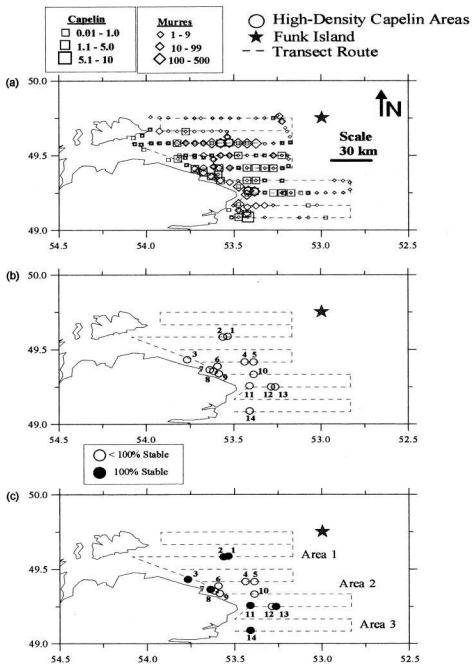 Capelin
0.01 - 1.0
1.1 - 5.0
5.1 - 10
Murres
1 - 9
10 - 99
100 - 500
High-Density Capelin Areas
Funk Island
Transect Route
(a)
50.0
49.5
49.0
N
Scale
30 km
54.5 54.0 53.5 53.0 52.5
(b)
50.0
49.5
49.0
2 1
3 4 5
6
7 8 9 10
11 12 13
14
54.5 54.0 53.5 53.0 52.5
< 100% Stable
100% Stable
(c)
50.0
49.5
49.0
2 1
Area 1
3 4 5
6
7 8 9 10
Area 2
11 12 13
Area 3
14
54.5 54.0 53.5 53.0 52.5